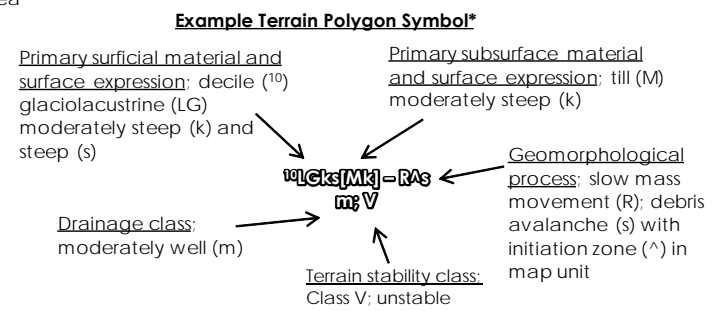 ea
Example Terrain Polygon Symbol*
Primary surficial material and
surface expression; decile (10)
glaciolacustrine (LG)
moderately steep (k) and
steep (s)
Primary subsurface material
and surface expression; till (M)
moderately steep (k)
10LGks[Mk] – R^s
m; V
Geomorphological
process; slow mass
movement (R); debris
avalanche (s) with
initiation zone (^) in
map unit
Drainage class;
moderately well (m)
Terrain stability class;
Class V; unstable